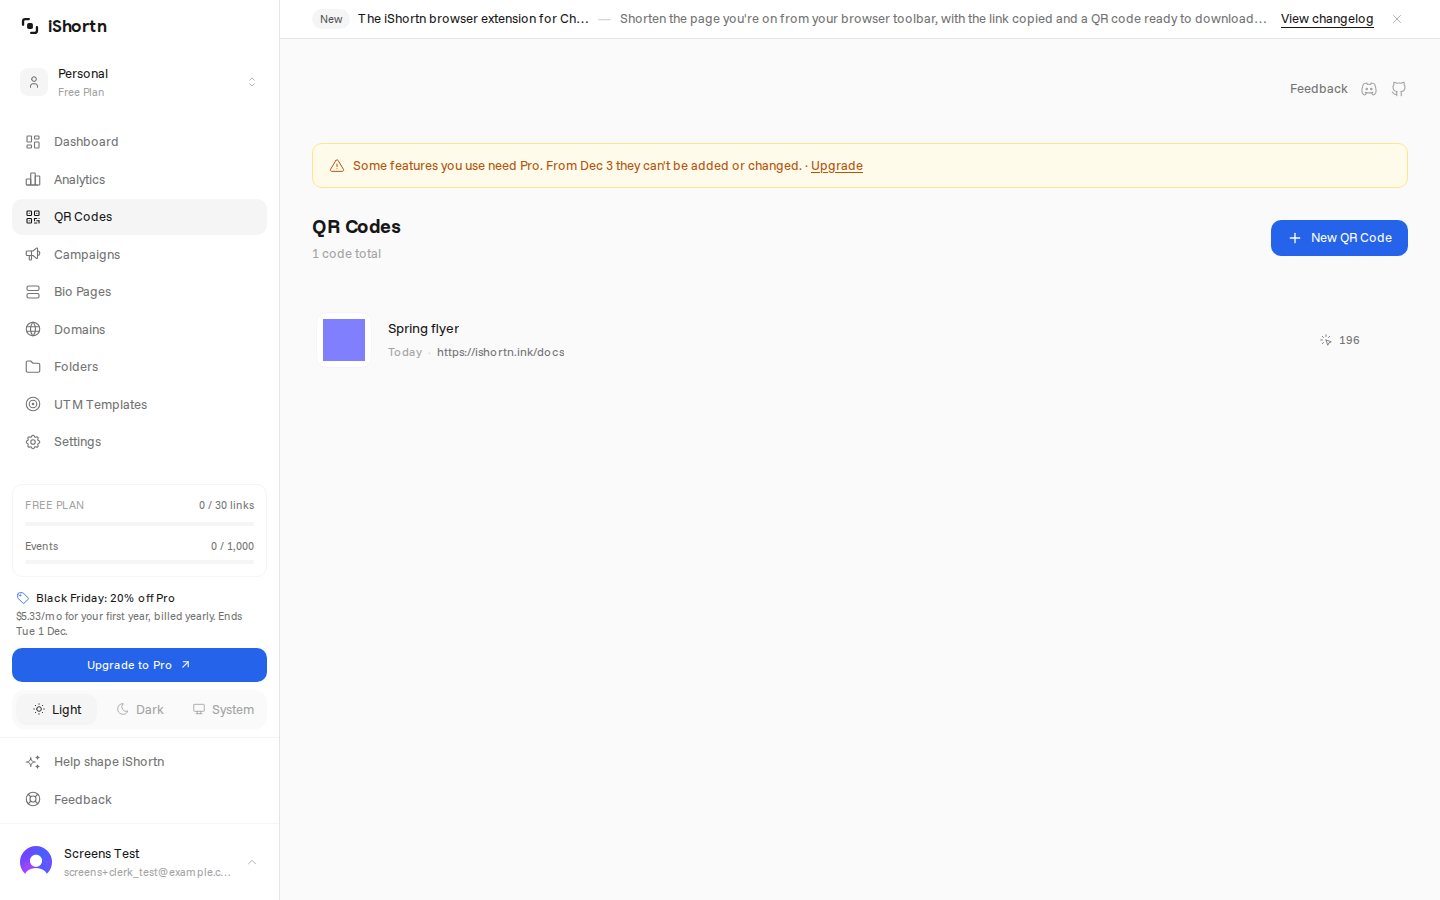 iShortn
Personal
Free Plan
Dashboard
Analytics
QR Codes
Campaigns
Bio Pages
Domains
Folders
UTM Templates
Settings
FREE PLAN 0 / 30 links
Events 0 / 1,000
Black Friday: 20% off Pro
$5.33/mo for your first year, billed yearly. Ends
Tue 1 Dec.
Upgrade to Pro
Light Dark System
Help shape iShortn
Feedback
Screens Test
screens+clerk_test@example.c...
New The iShortn browser extension for Ch... — Shorten the page you're on from your browser toolbar, with the link copied and a QR code ready to download... View changelog
Feedback
Some features you use need Pro. From Dec 3 they can't be added or changed. · Upgrade
QR Codes
1 code total
New QR Code
Spring flyer
Today · https://ishortn.ink/docs
196